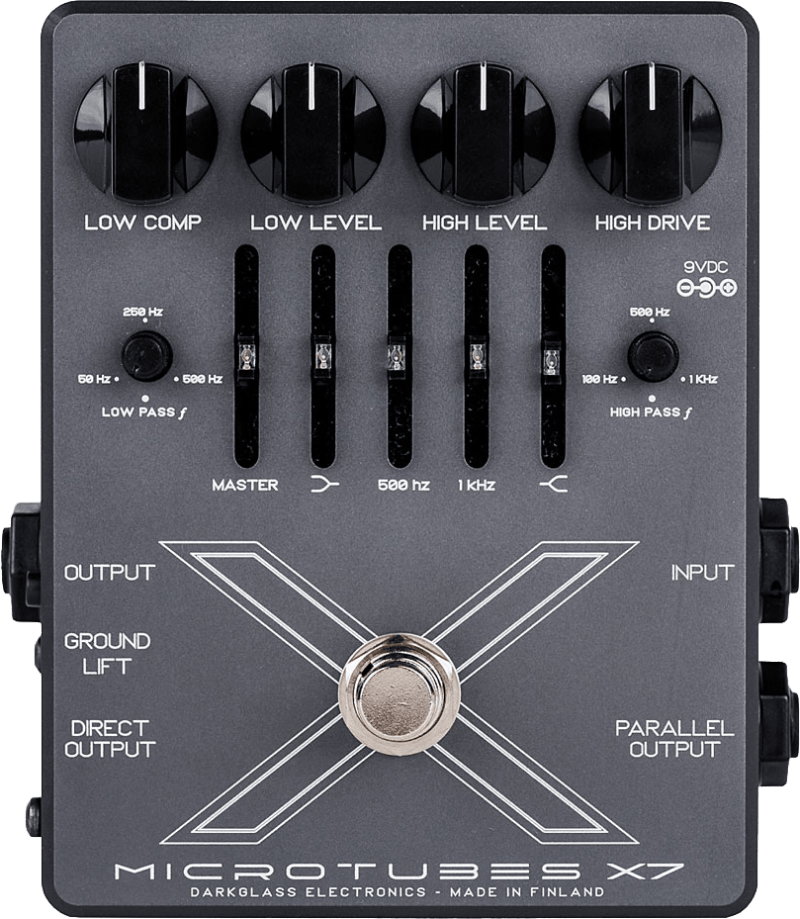 LOW COMP
LOW LEVEL
HIGH LEVEL
HIGH DRIVE
9VDC
250 Hz
50 Hz
500 Hz
LOW PASS ƒ
500 Hz
100 Hz
1 KHz
HIGH PASS ƒ
MASTER
500 hz
1 kHz
OUTPUT
INPUT
GROUND
LIFT
DIRECT
OUTPUT
PARALLEL
OUTPUT
MICROTUBES X7
DARKGLASS ELECTRONICS - MADE IN FINLAND